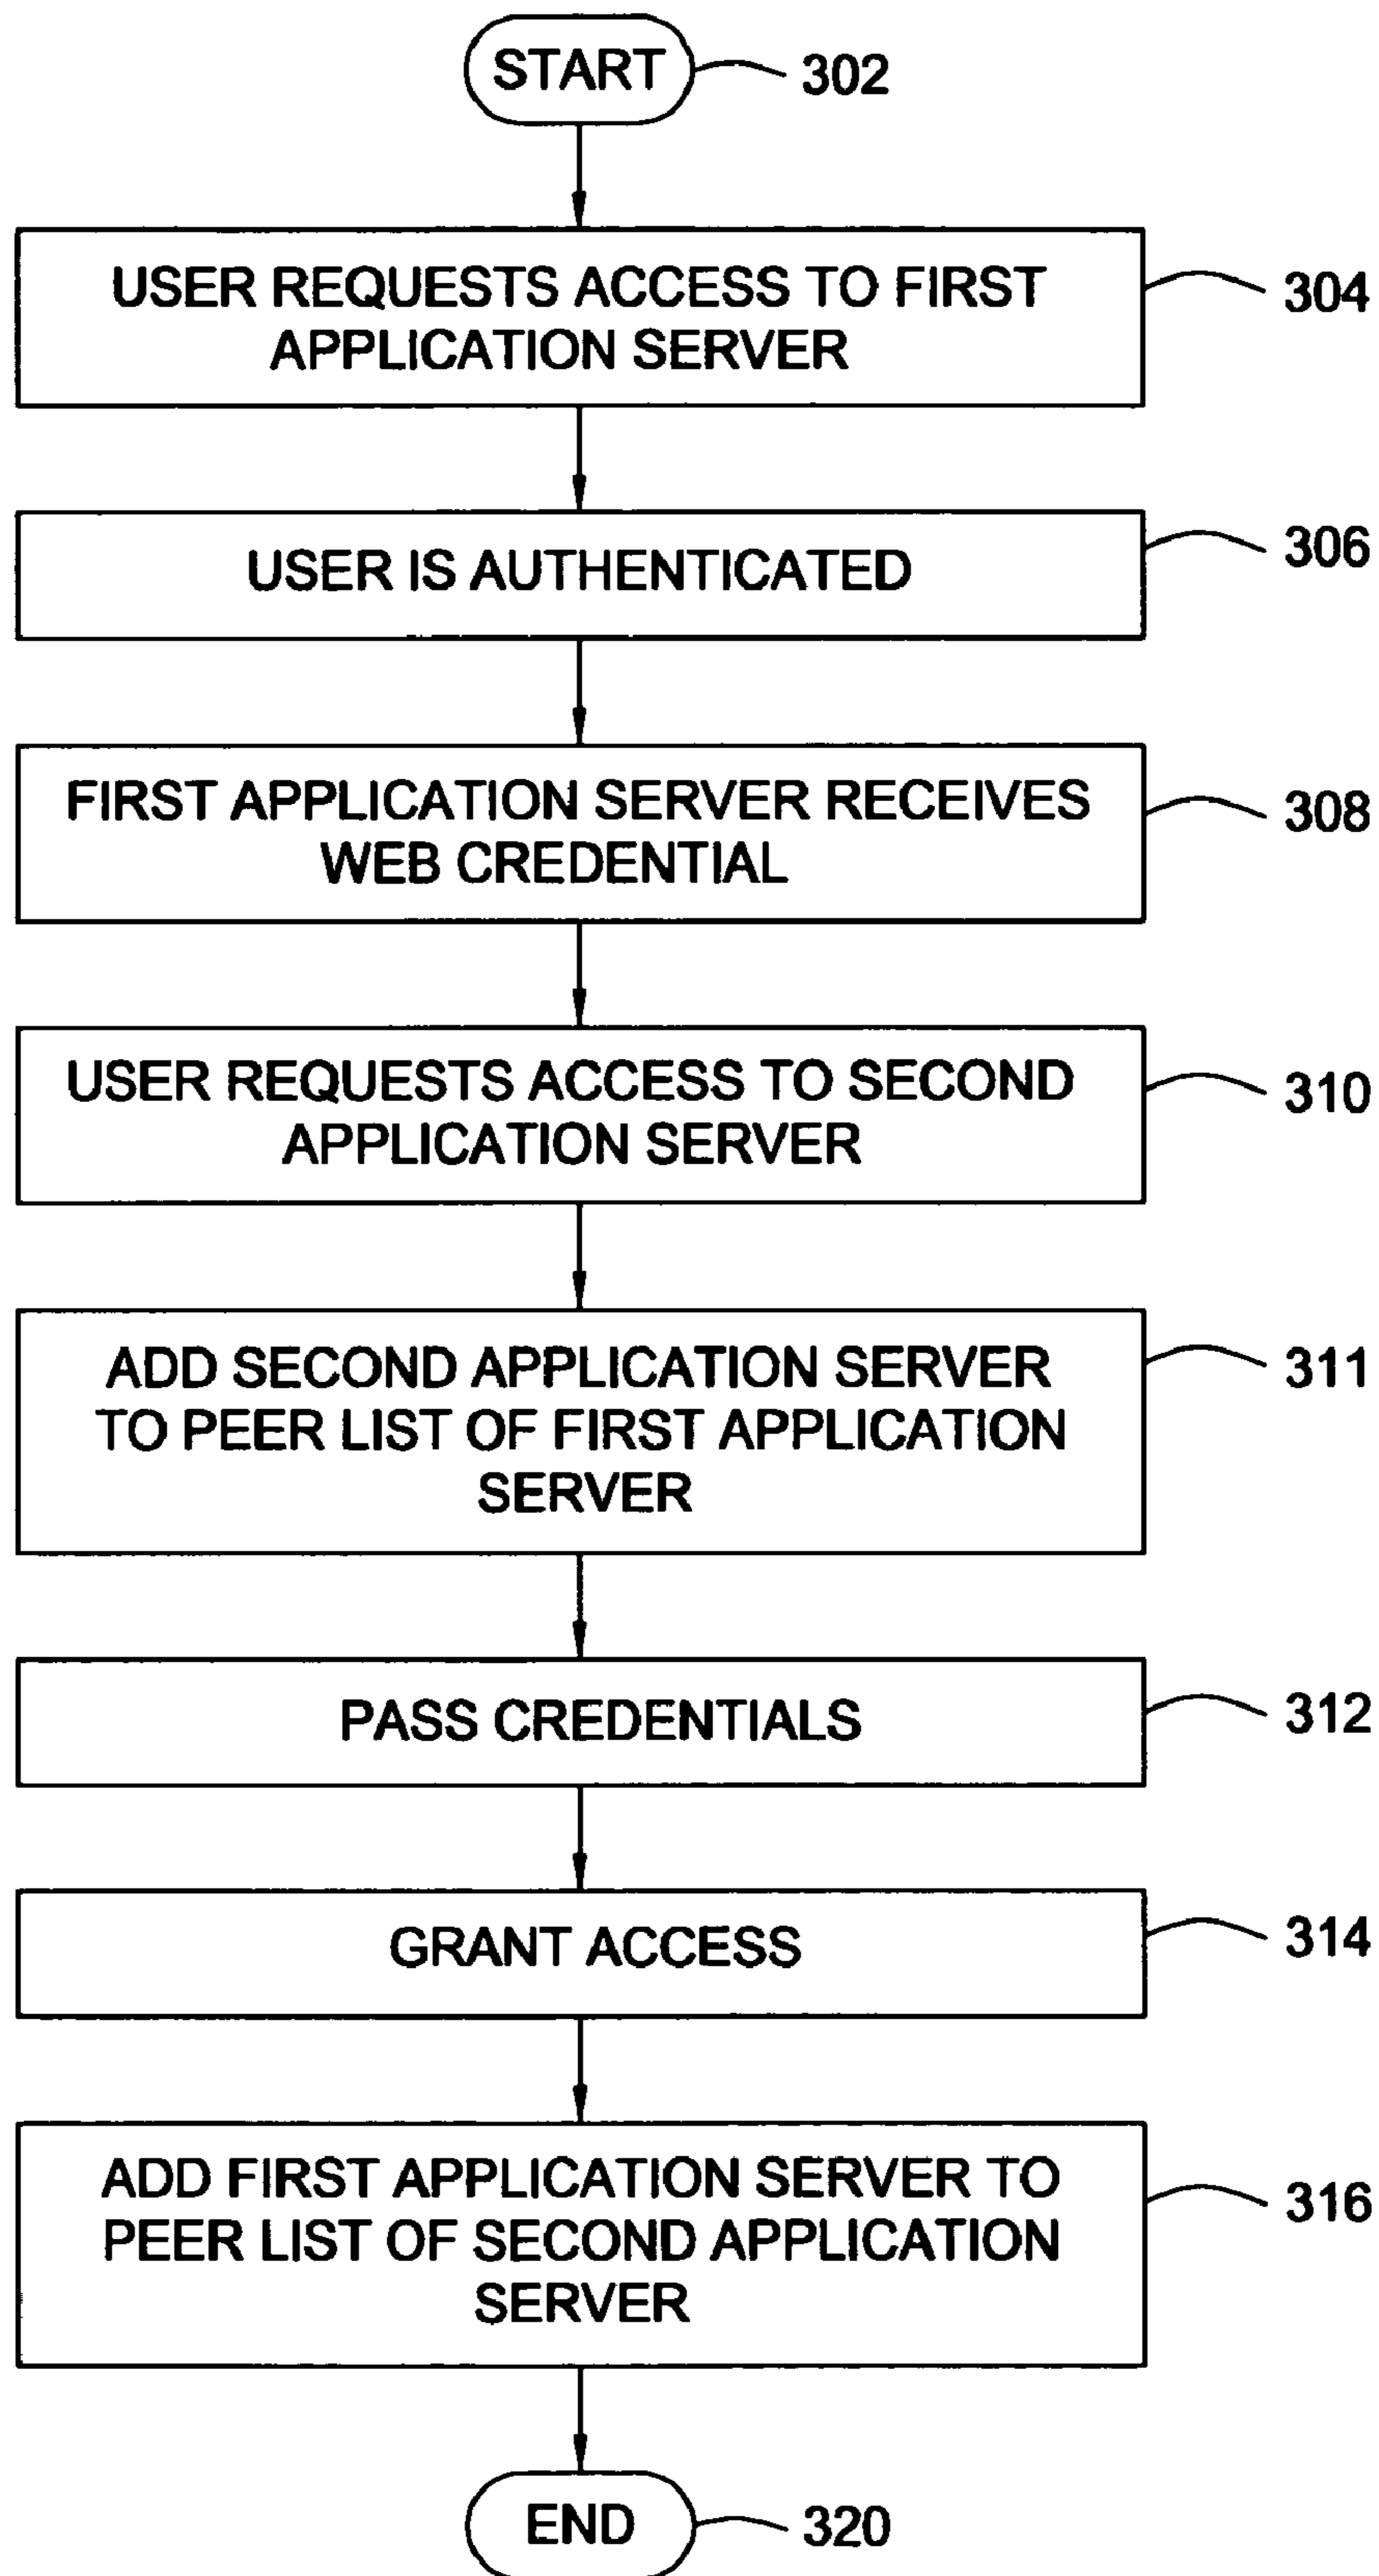 START
302
USER REQUESTS ACCESS TO FIRST
APPLICATION SERVER
304
USER IS AUTHENTICATED
306
FIRST APPLICATION SERVER RECEIVES
WEB CREDENTIAL
308
USER REQUESTS ACCESS TO SECOND
APPLICATION SERVER
310
ADD SECOND APPLICATION SERVER
TO PEER LIST OF FIRST APPLICATION
SERVER
311
PASS CREDENTIALS
312
GRANT ACCESS
314
ADD FIRST APPLICATION SERVER TO
PEER LIST OF SECOND APPLICATION
SERVER
316
END
320